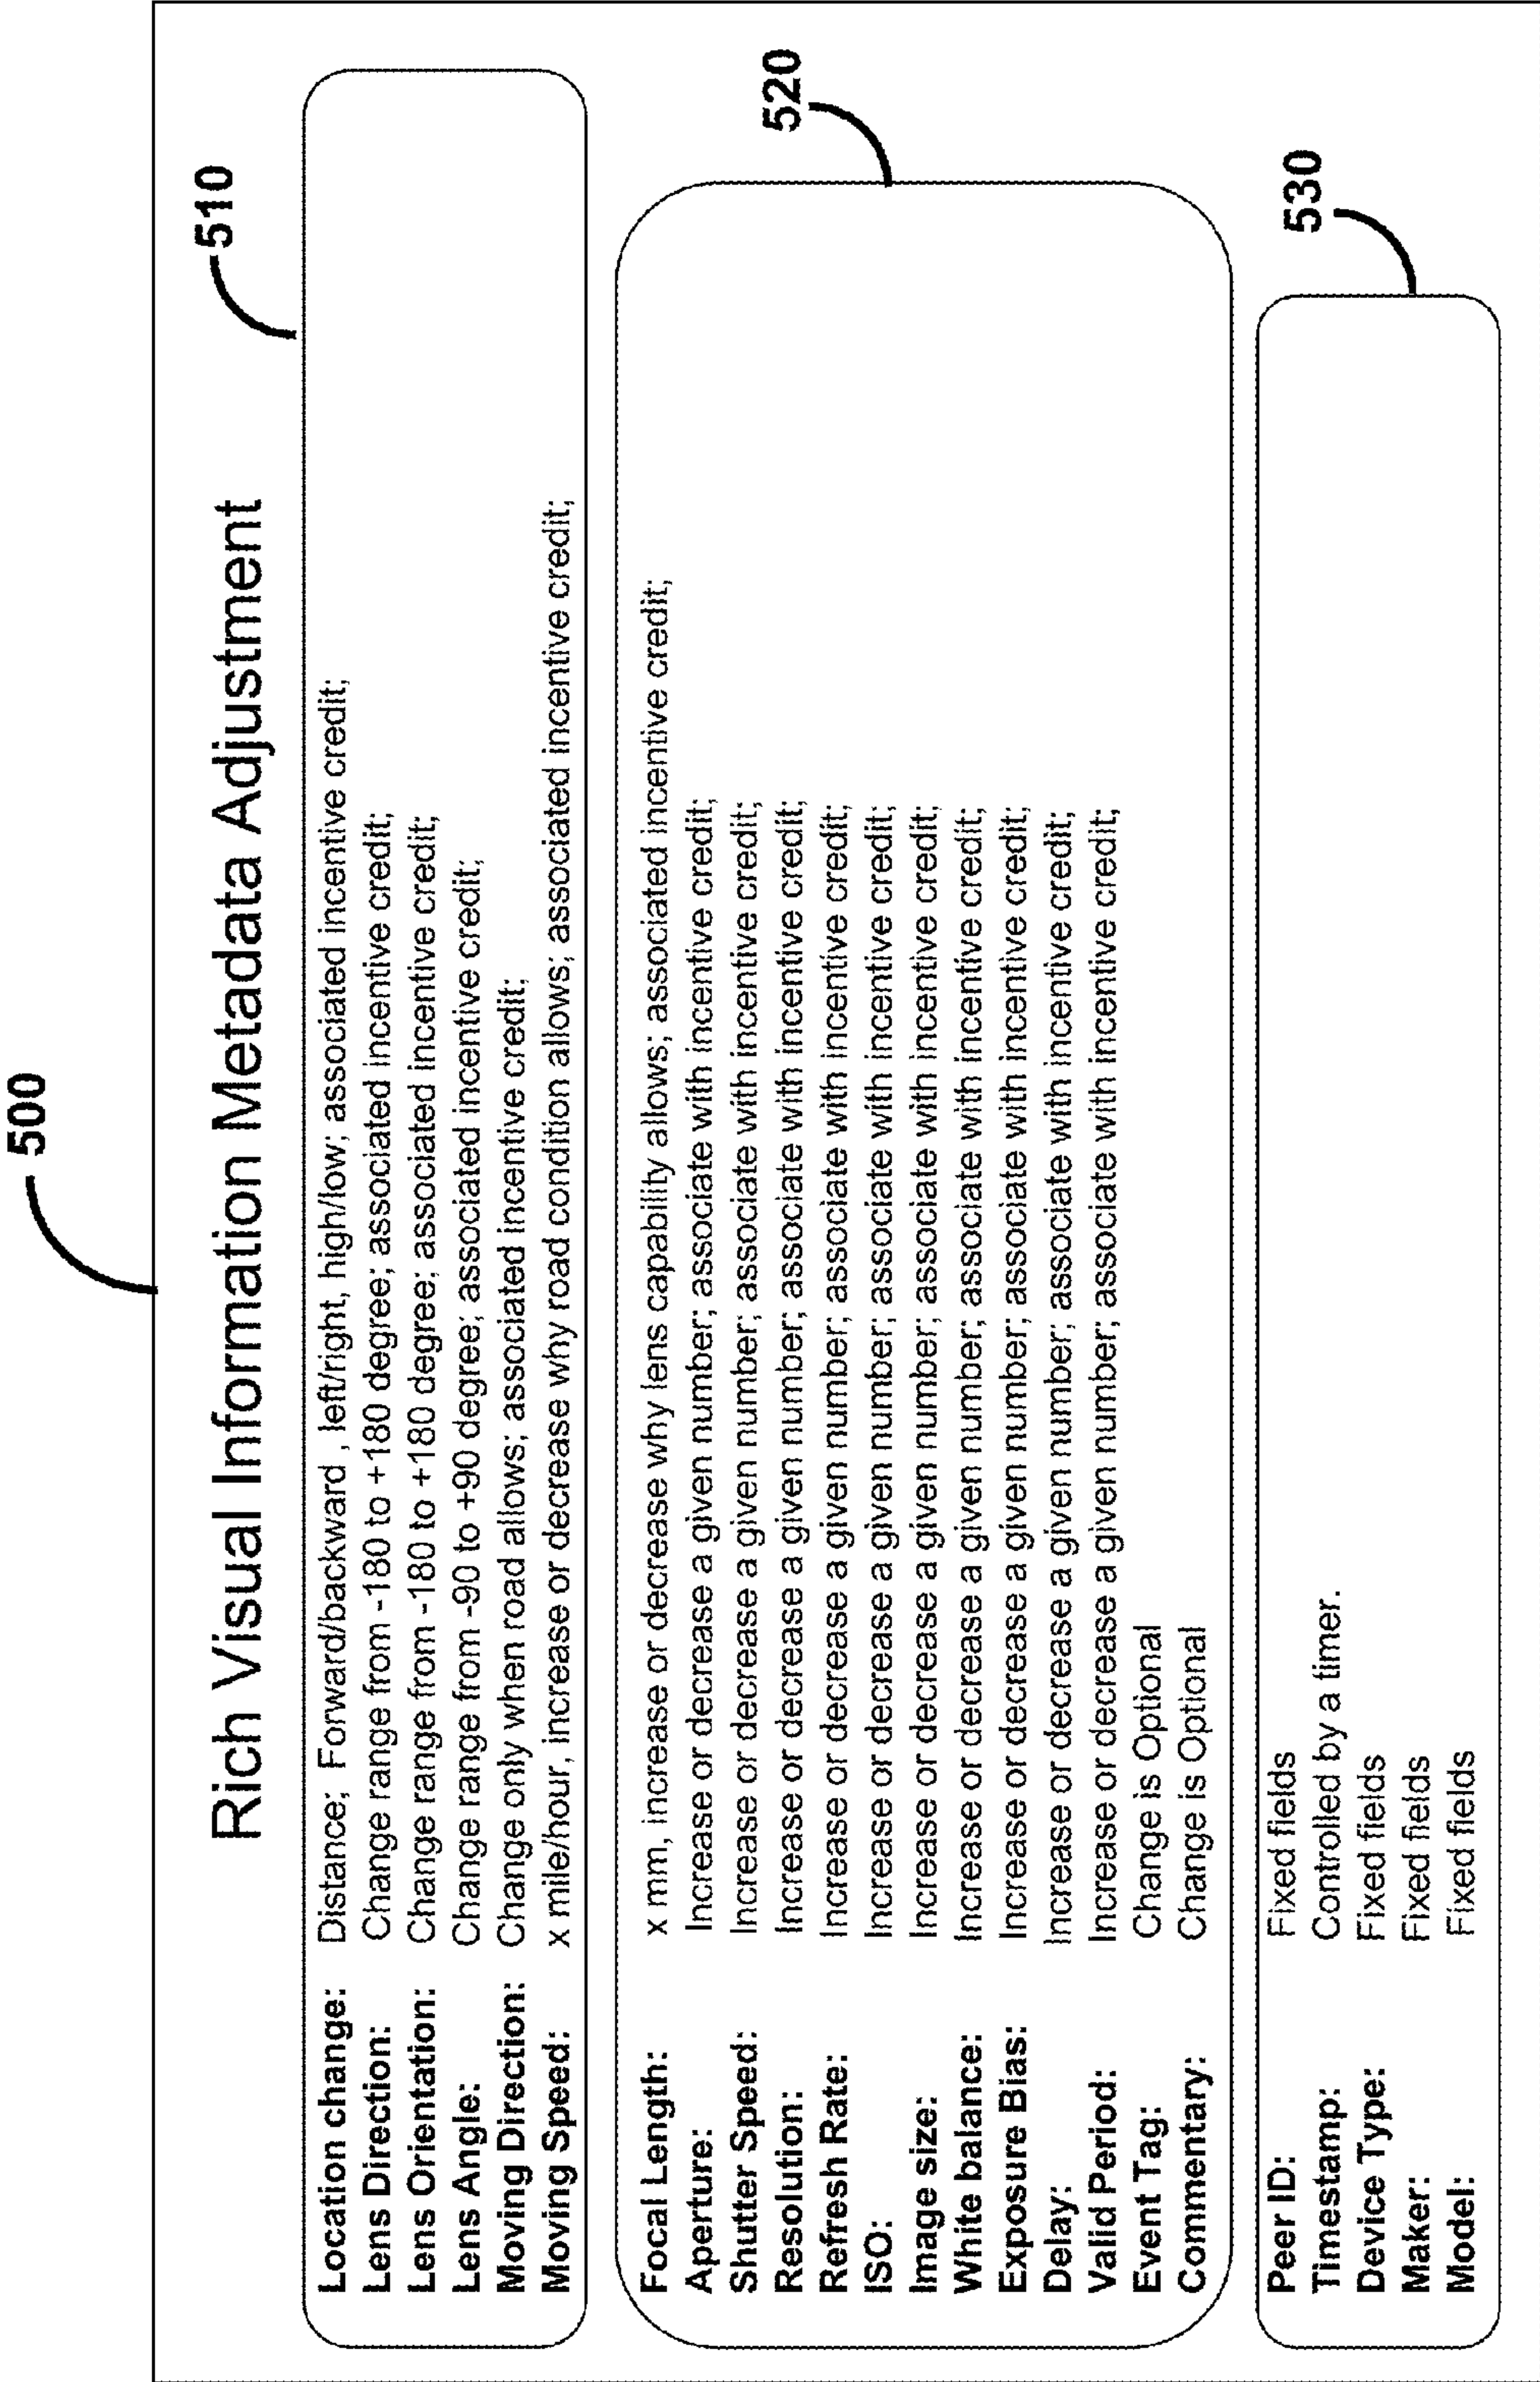 500
Rich Visual Information Metadata Adjustment
510
Location change: Distance; Forward/backward , left/right, high/low; associated incentive credit;
Lens Direction: Change range from -180 to +180 degree; associated incentive credit;
Lens Orientation: Change range from -180 to +180 degree; associated incentive credit;
Lens Angle: Change range from -90 to +90 degree; associated incentive credit;
Moving Direction: Change only when road allows; associated incentive credit;
Moving Speed: x mile/hour, increase or decrease why road condition allows; associated incentive credit;
520
Focal Length: x mm, increase or decrease why lens capability allows; associated incentive credit;
Aperture: Increase or decrease a given number; associate with incentive credit;
Shutter Speed: Increase or decrease a given number; associate with incentive credit;
Resolution: Increase or decrease a given number; associate with incentive credit;
Refresh Rate: Increase or decrease a given number; associate with incentive credit;
ISO: Increase or decrease a given number; associate with incentive credit;
Image size: Increase or decrease a given number; associate with incentive credit;
White balance: Increase or decrease a given number; associate with incentive credit;
Exposure Bias: Increase or decrease a given number; associate with incentive credit;
Delay: Increase or decrease a given number; associate with incentive credit;
Valid Period: Increase or decrease a given number; associate with incentive credit;
Event Tag: Change is Optional
Commentary: Change is Optional
530
Peer ID: Fixed fields
Timestamp: Controlled by a timer.
Device Type: Fixed fields
Maker: Fixed fields
Model: Fixed fields